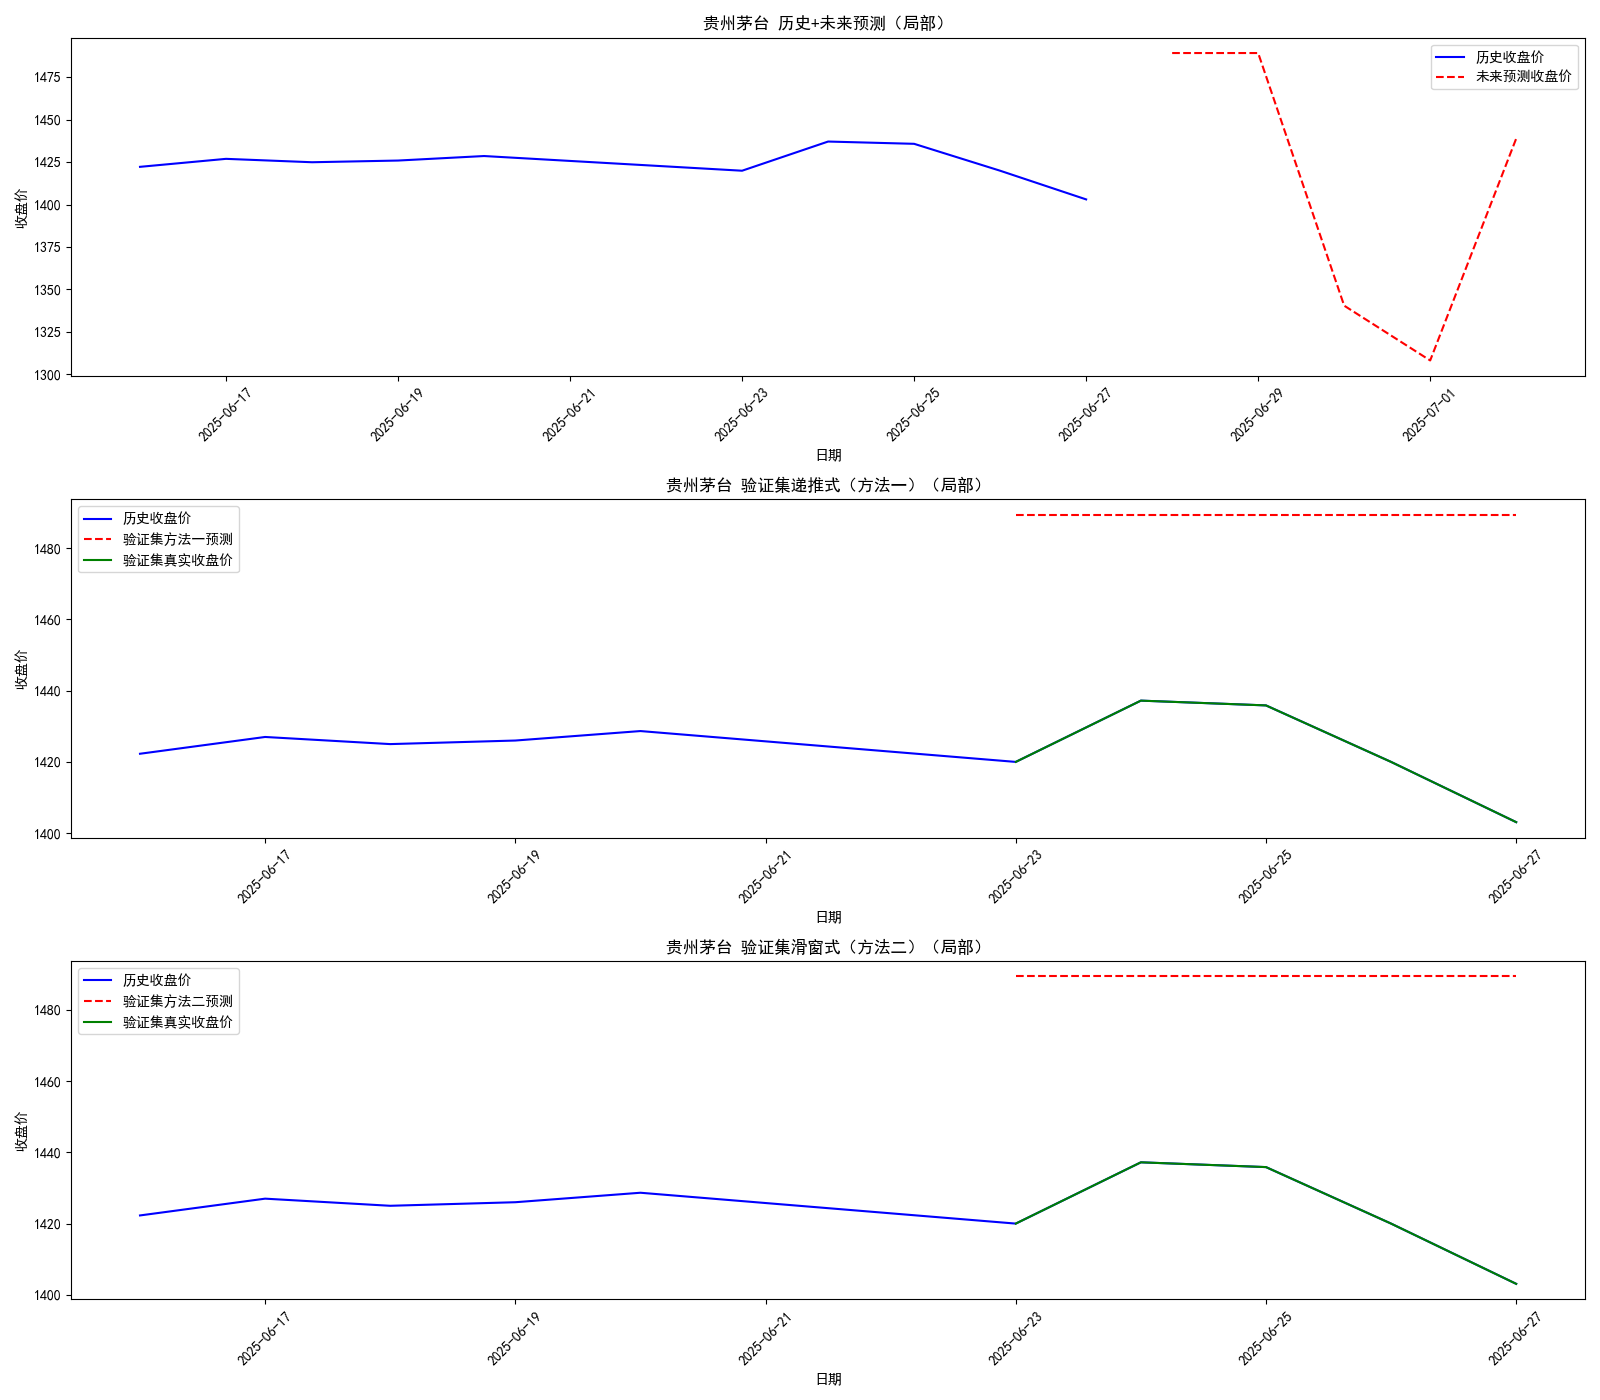 贵州茅台 历史+未来预测（局部）
历史收盘价
未来预测收盘价
收盘价
1475
1450
1425
1400
1375
1350
1325
1300
2025-06-17
2025-06-19
2025-06-21
2025-06-23
2025-06-25
2025-06-27
2025-06-29
2025-07-01
日期
贵州茅台 验证集递推式（方法一）（局部）
历史收盘价
验证集方法一预测
验证集真实收盘价
收盘价
1480
1460
1440
1420
1400
2025-06-17
2025-06-19
2025-06-21
2025-06-23
2025-06-25
2025-06-27
日期
贵州茅台 验证集滑窗式（方法二）（局部）
历史收盘价
验证集方法二预测
验证集真实收盘价
收盘价
1480
1460
1440
1420
1400
2025-06-17
2025-06-19
2025-06-21
2025-06-23
2025-06-25
2025-06-27
日期